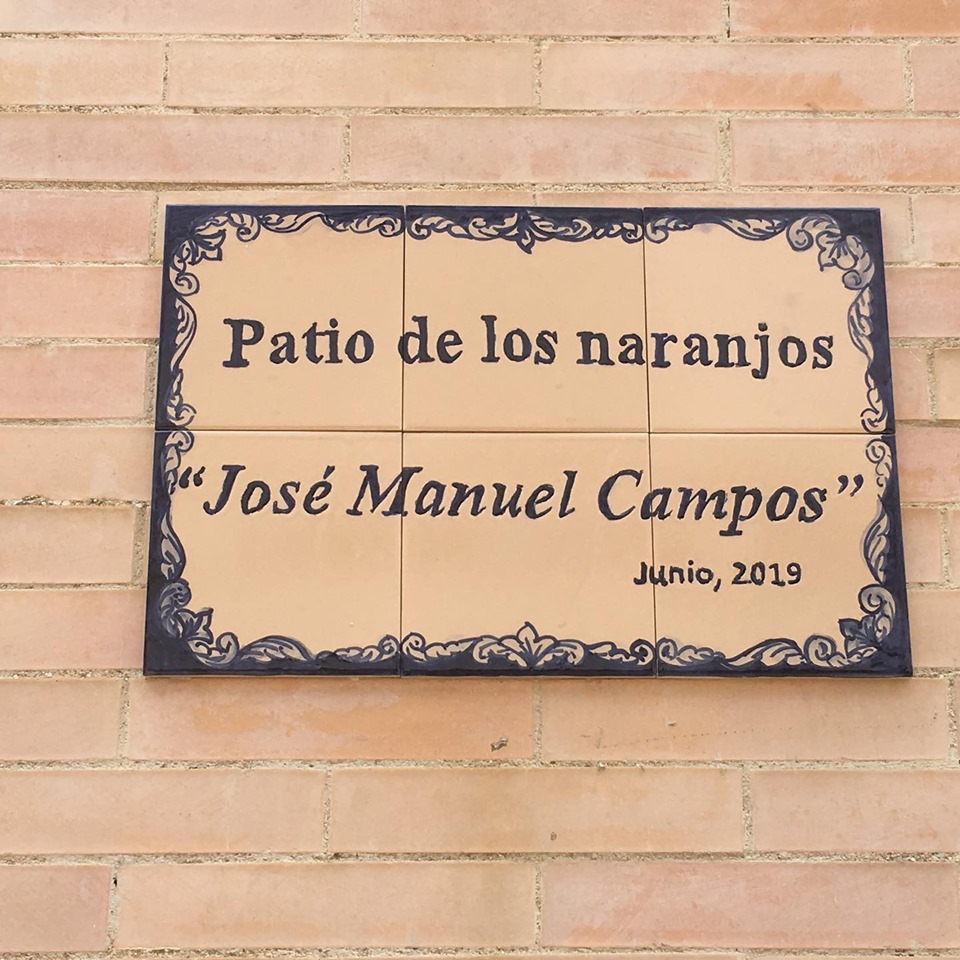 Patio de los naranjos
“José Manuel Campos”
Junio, 2019